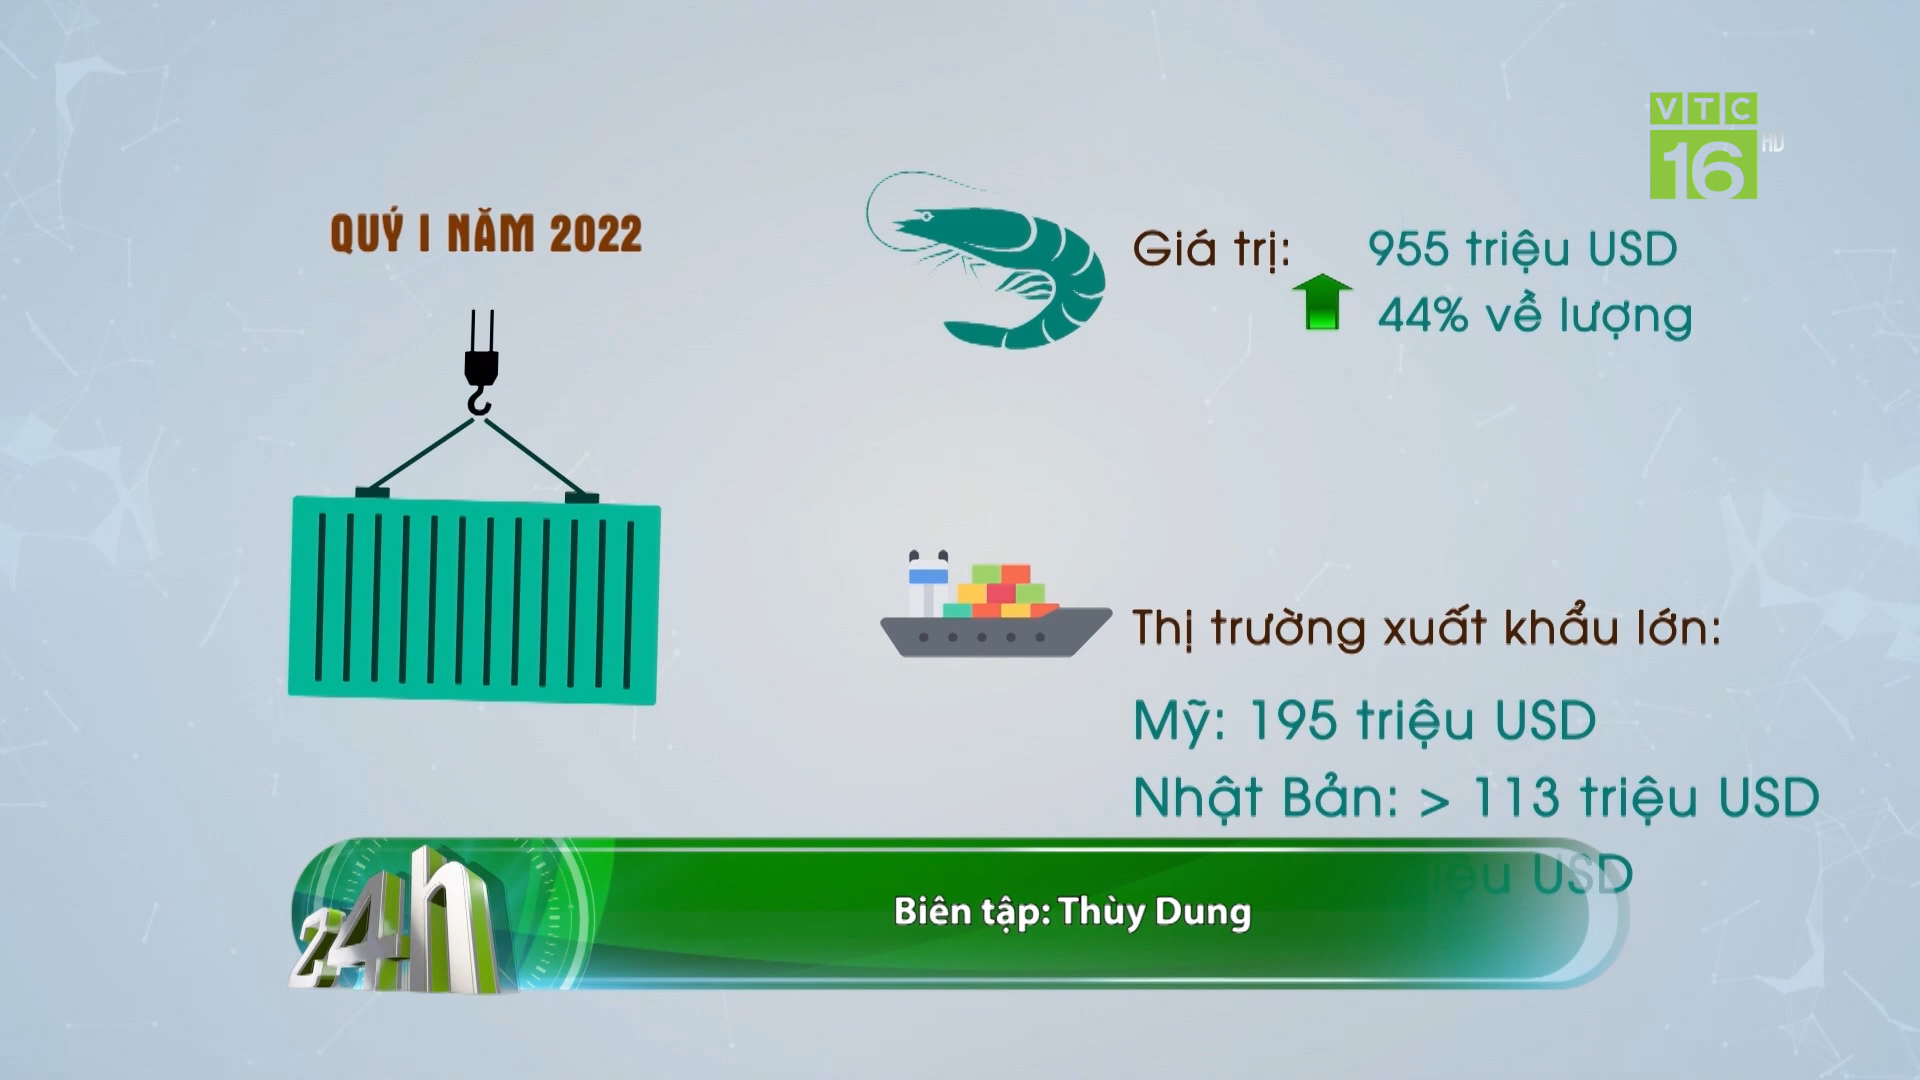 VTC
16
HD
QUÝ I NĂM 2022
Giá trị: 955 triệu USD
44% về lượng
Thị trường xuất khẩu lớn:
Mỹ: 195 triệu USD
Nhật Bản: > 113 triệu USD
USD
24h
Biên tập: Thùy Dung